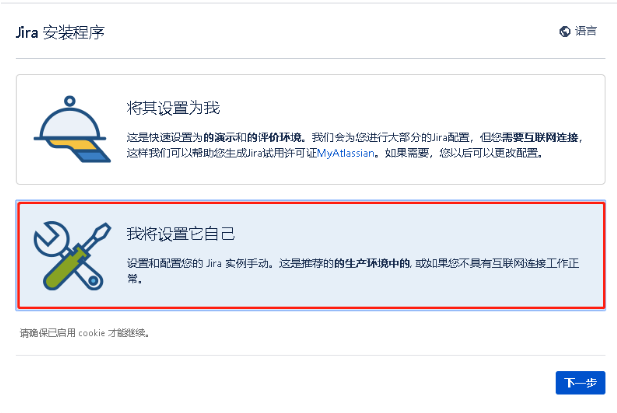 Jira 安装程序
语言
将其设置为我
这是快速设置为的演示和的评价环境。我们会为您进行大部分的Jira配置，但您需要互联网连接，
这样我们可以帮助您生成Jira试用许可证MyAtlassian。如果需要，您以后可以更改配置。
我将设置它自己
设置和配置您的 Jira 实例手动。这是推荐的的生产环境中的, 或如果您不具有互联网连接工作正
常。
请确保已启用 cookie 才能继续。
下一步